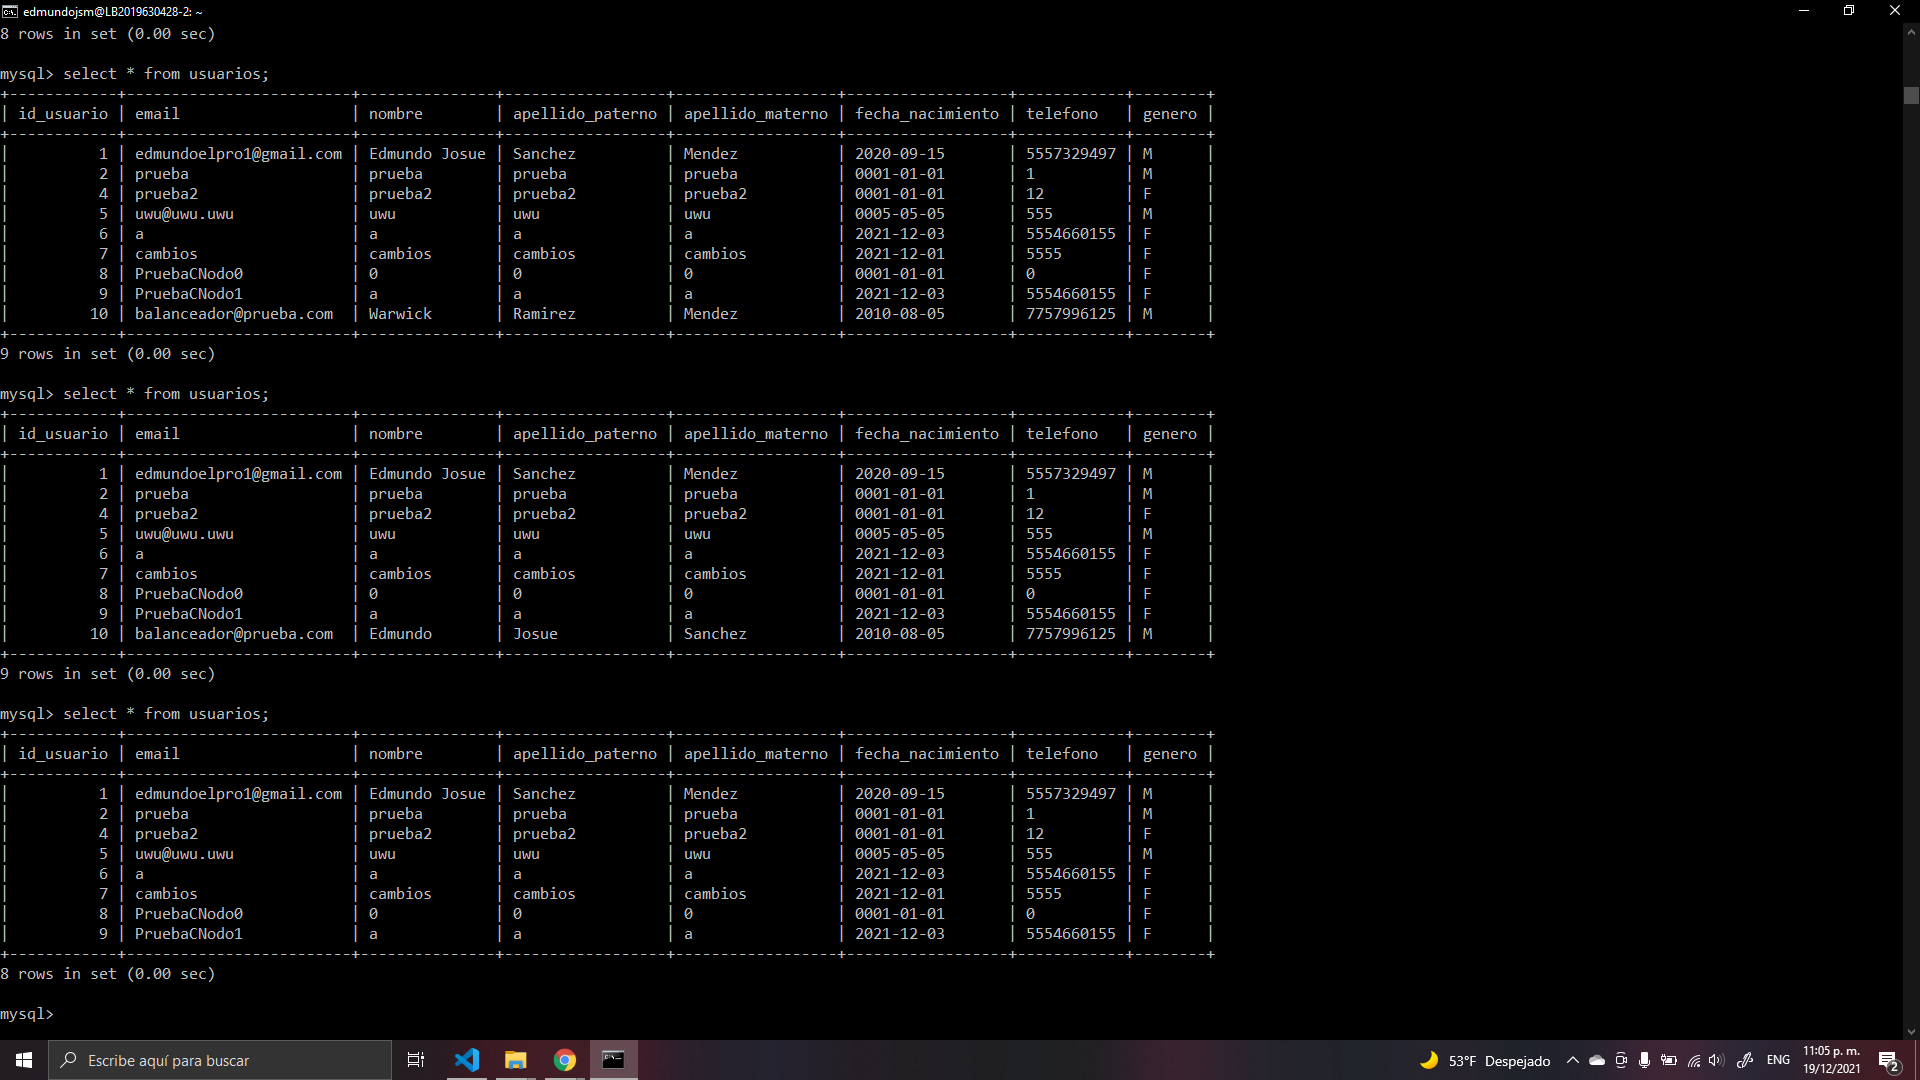 edmundojsm@LB2019630428-2: ~
8 rows in set (0.00 sec)
mysql> select * from usuarios;
+------------+-------------------------+---------------+------------------+------------------+------------------+------------+--------+
| id_usuario | email                   | nombre        | apellido_paterno | apellido_materno | fecha_nacimiento | telefono   | genero |
+------------+-------------------------+---------------+------------------+------------------+------------------+------------+--------+
|          1 | edmundoelpro1@gmail.com | Edmundo Josue | Sanchez          | Mendez           | 2020-09-15       | 5557329497 | M      |
|          2 | prueba                  | prueba        | prueba           | prueba           | 0001-01-01       | 1          | M      |
|          4 | prueba2                 | prueba2       | prueba2          | prueba2          | 0001-01-01       | 12         | F      |
|          5 | uwu@uwu.uwu             | uwu           | uwu              | uwu              | 0005-05-05       | 555        | M      |
|          6 | a                       | a             | a                | a                | 2021-12-03       | 5554660155 | F      |
|          7 | cambios                 | cambios       | cambios          | cambios          | 2021-12-01       | 5555       | F      |
|          8 | PruebaCNodo0            | 0             | 0                | 0                | 0001-01-01       | 0          | F      |
|          9 | PruebaCNodo1            | a             | a                | a                | 2021-12-03       | 5554660155 | F      |
|         10 | balanceador@prueba.com  | Warwick       | Ramirez          | Mendez           | 2010-08-05       | 7757996125 | M      |
+------------+-------------------------+---------------+------------------+------------------+------------------+------------+--------+
9 rows in set (0.00 sec)
mysql> select * from usuarios;
+------------+-------------------------+---------------+------------------+------------------+------------------+------------+--------+
| id_usuario | email                   | nombre        | apellido_paterno | apellido_materno | fecha_nacimiento | telefono   | genero |
+------------+-------------------------+---------------+------------------+------------------+------------------+------------+--------+
|          1 | edmundoelpro1@gmail.com | Edmundo Josue | Sanchez          | Mendez           | 2020-09-15       | 5557329497 | M      |
|          2 | prueba                  | prueba        | prueba           | prueba           | 0001-01-01       | 1          | M      |
|          4 | prueba2                 | prueba2       | prueba2          | prueba2          | 0001-01-01       | 12         | F      |
|          5 | uwu@uwu.uwu             | uwu           | uwu              | uwu              | 0005-05-05       | 555        | M      |
|          6 | a                       | a             | a                | a                | 2021-12-03       | 5554660155 | F      |
|          7 | cambios                 | cambios       | cambios          | cambios          | 2021-12-01       | 5555       | F      |
|          8 | PruebaCNodo0            | 0             | 0                | 0                | 0001-01-01       | 0          | F      |
|          9 | PruebaCNodo1            | a             | a                | a                | 2021-12-03       | 5554660155 | F      |
|         10 | balanceador@prueba.com  | Edmundo       | Josue            | Sanchez          | 2010-08-05       | 7757996125 | M      |
+------------+-------------------------+---------------+------------------+------------------+------------------+------------+--------+
9 rows in set (0.00 sec)
mysql> select * from usuarios;
+------------+-------------------------+---------------+------------------+------------------+------------------+------------+--------+
| id_usuario | email                   | nombre        | apellido_paterno | apellido_materno | fecha_nacimiento | telefono   | genero |
+------------+-------------------------+---------------+------------------+------------------+------------------+------------+--------+
|          1 | edmundoelpro1@gmail.com | Edmundo Josue | Sanchez          | Mendez           | 2020-09-15       | 5557329497 | M      |
|          2 | prueba                  | prueba        | prueba           | prueba           | 0001-01-01       | 1          | M      |
|          4 | prueba2                 | prueba2       | prueba2          | prueba2          | 0001-01-01       | 12         | F      |
|          5 | uwu@uwu.uwu             | uwu           | uwu              | uwu              | 0005-05-05       | 555        | M      |
|          6 | a                       | a             | a                | a                | 2021-12-03       | 5554660155 | F      |
|          7 | cambios                 | cambios       | cambios          | cambios          | 2021-12-01       | 5555       | F      |
|          8 | PruebaCNodo0            | 0             | 0                | 0                | 0001-01-01       | 0          | F      |
|          9 | PruebaCNodo1            | a             | a                | a                | 2021-12-03       | 5554660155 | F      |
+------------+-------------------------+---------------+------------------+------------------+------------------+------------+--------+
8 rows in set (0.00 sec)
mysql>
Escribe aquí para buscar
53°F Despejado
ENG
11:05 p. m.
19/12/2021
2